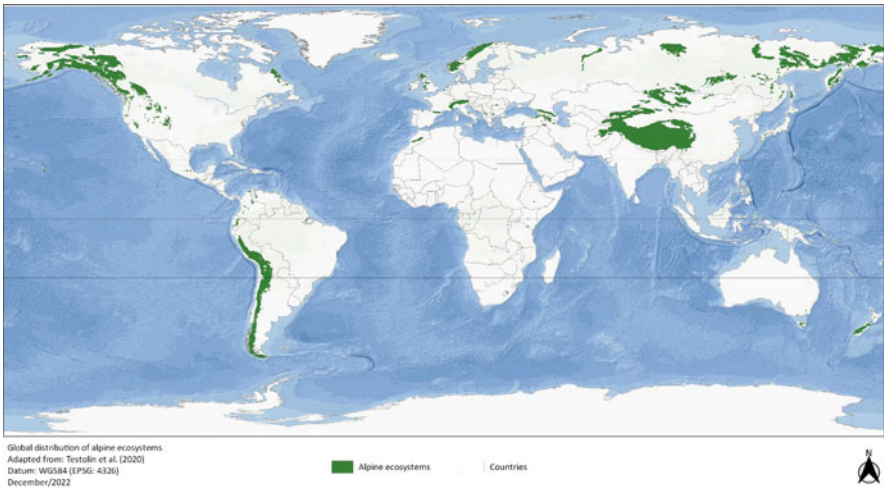 Global distribution of alpine ecosystems
Adapted from: Testolin et al. (2020)
Datum: WGS84 (EPSG: 4326)
December/2022
Alpine ecosystems
Countries
N